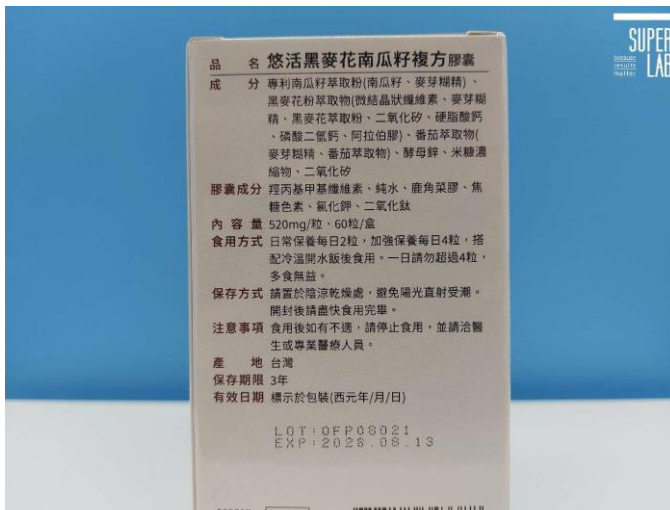 SUPER
LAB
because
results
matter
品名 悠活黑麥花南瓜籽複方膠囊
成分 專利南瓜籽萃取粉(南瓜籽、麥芽糊精)、
黑麥花粉萃取物(微結晶狀纖維素、麥芽糊
精、黑麥花萃取粉、二氧化矽、硬脂酸鈣
、磷酸二氫鈣、阿拉伯膠)、番茄萃取物(
麥芽糊精、番茄萃取物)、酵母鋅、米糠濃
縮物、二氧化矽
膠囊成分 羥丙基甲基纖維素、純水、鹿角菜膠、焦
糖色素、氯化鉀、二氧化鈦
內容量 520mg/粒,60粒/盒
食用方式 日常保養每日2粒,加強保養每日4粒,搭
配冷溫開水飯後食用。一日請勿超過4粒,
多食無益。
保存方式 請置於陰涼乾燥處,避免陽光直射受潮。
開封後請盡快食用完畢。
注意事項 食用後如有不適,請停止食用,並請洽醫
生或專業醫療人員。
產地 台灣
保存期限 3年
有效日期 標示於包裝(西元年/月/日)
LOT:OFP08021
EXP:2028.08.13